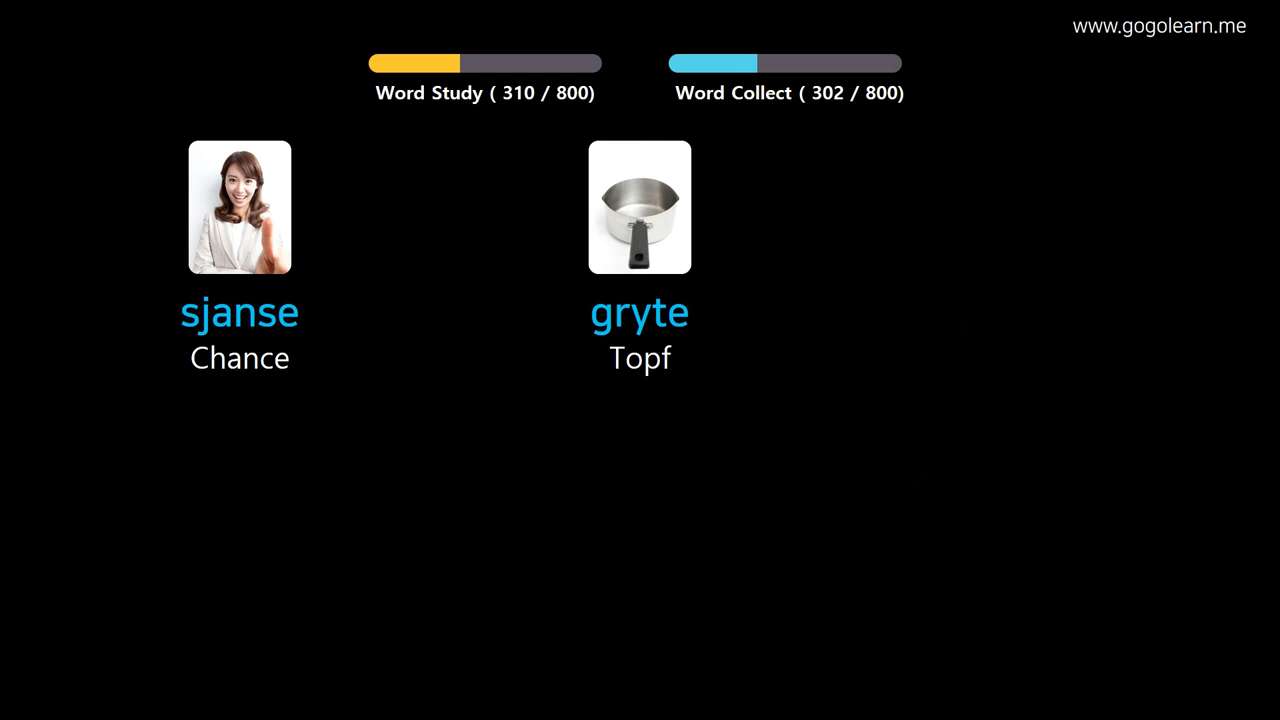 www.gogolearn.me
Word Study ( 310 / 800)
Word Collect ( 302 / 800)
sjanse
Chance
gryte
Topf